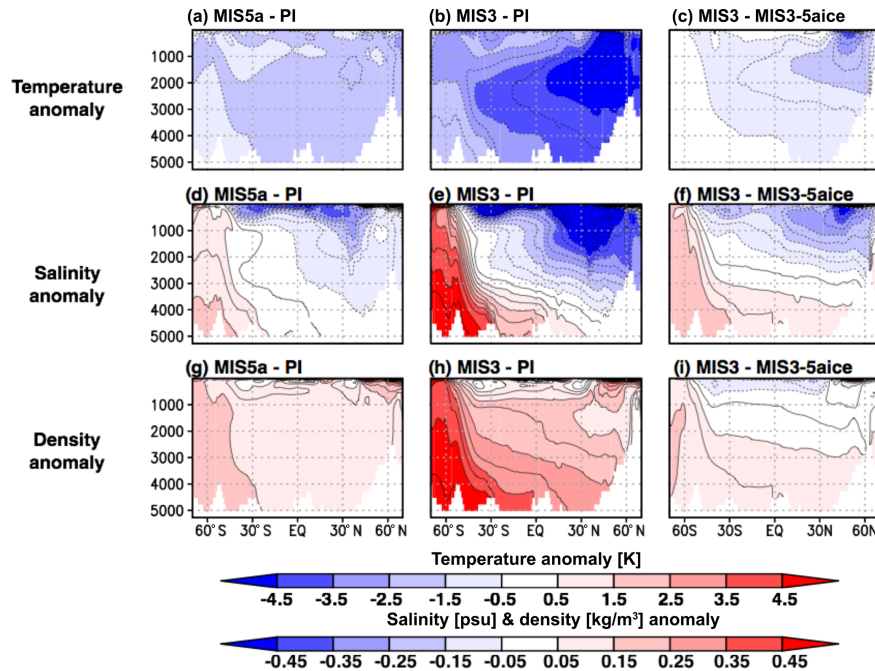 (a) MIS5a - PI (b) MIS3 - PI (c) MIS3 - MIS3-5aice
Temperature
anomaly
1000
2000
3000
4000
5000
(d) MIS5a - PI (e) MIS3 - PI (f) MIS3 - MIS3-5aice
Salinity
anomaly
1000
2000
3000
4000
5000
(g) MIS5a - PI (h) MIS3 - PI (i) MIS3 - MIS3-5aice
Density
anomaly
1000
2000
3000
4000
5000
60°S 30°S EQ 30°N 60°N 60°S 30°S EQ 30°N 60°N 60S 30S EQ 30N 60N
Temperature anomaly [K]
-4.5 -3.5 -2.5 -1.5 -0.5 0.5 1.5 2.5 3.5 4.5
Salinity [psu] & density [kg/m³] anomaly
-0.45 -0.35 -0.25 -0.15 -0.05 0.05 0.15 0.25 0.35 0.45